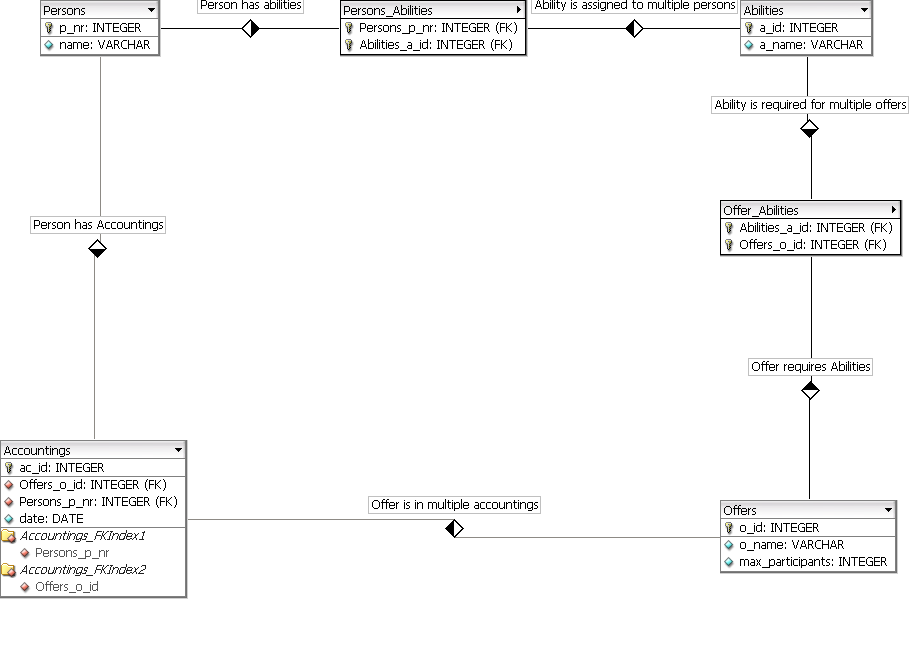 Persons
p_nr: INTEGER
name: VARCHAR
Person has abilities
Persons_Abilities
Persons_p_nr: INTEGER (FK)
Abilities_a_id: INTEGER (FK)
Ability is assigned to multiple persons
Abilities
a_id: INTEGER
a_name: VARCHAR
Ability is required for multiple offers
Offer_Abilities
Abilities_a_id: INTEGER (FK)
Offers_o_id: INTEGER (FK)
Person has Accountings
Offer requires Abilities
Accountings
ac_id: INTEGER
Offers_o_id: INTEGER (FK)
Persons_p_nr: INTEGER (FK)
date: DATE
Accountings_FKIndex1
Persons_p_nr
Accountings_FKIndex2
Offers_o_id
Offer is in multiple accountings
Offers
o_id: INTEGER
o_name: VARCHAR
max_participants: INTEGER